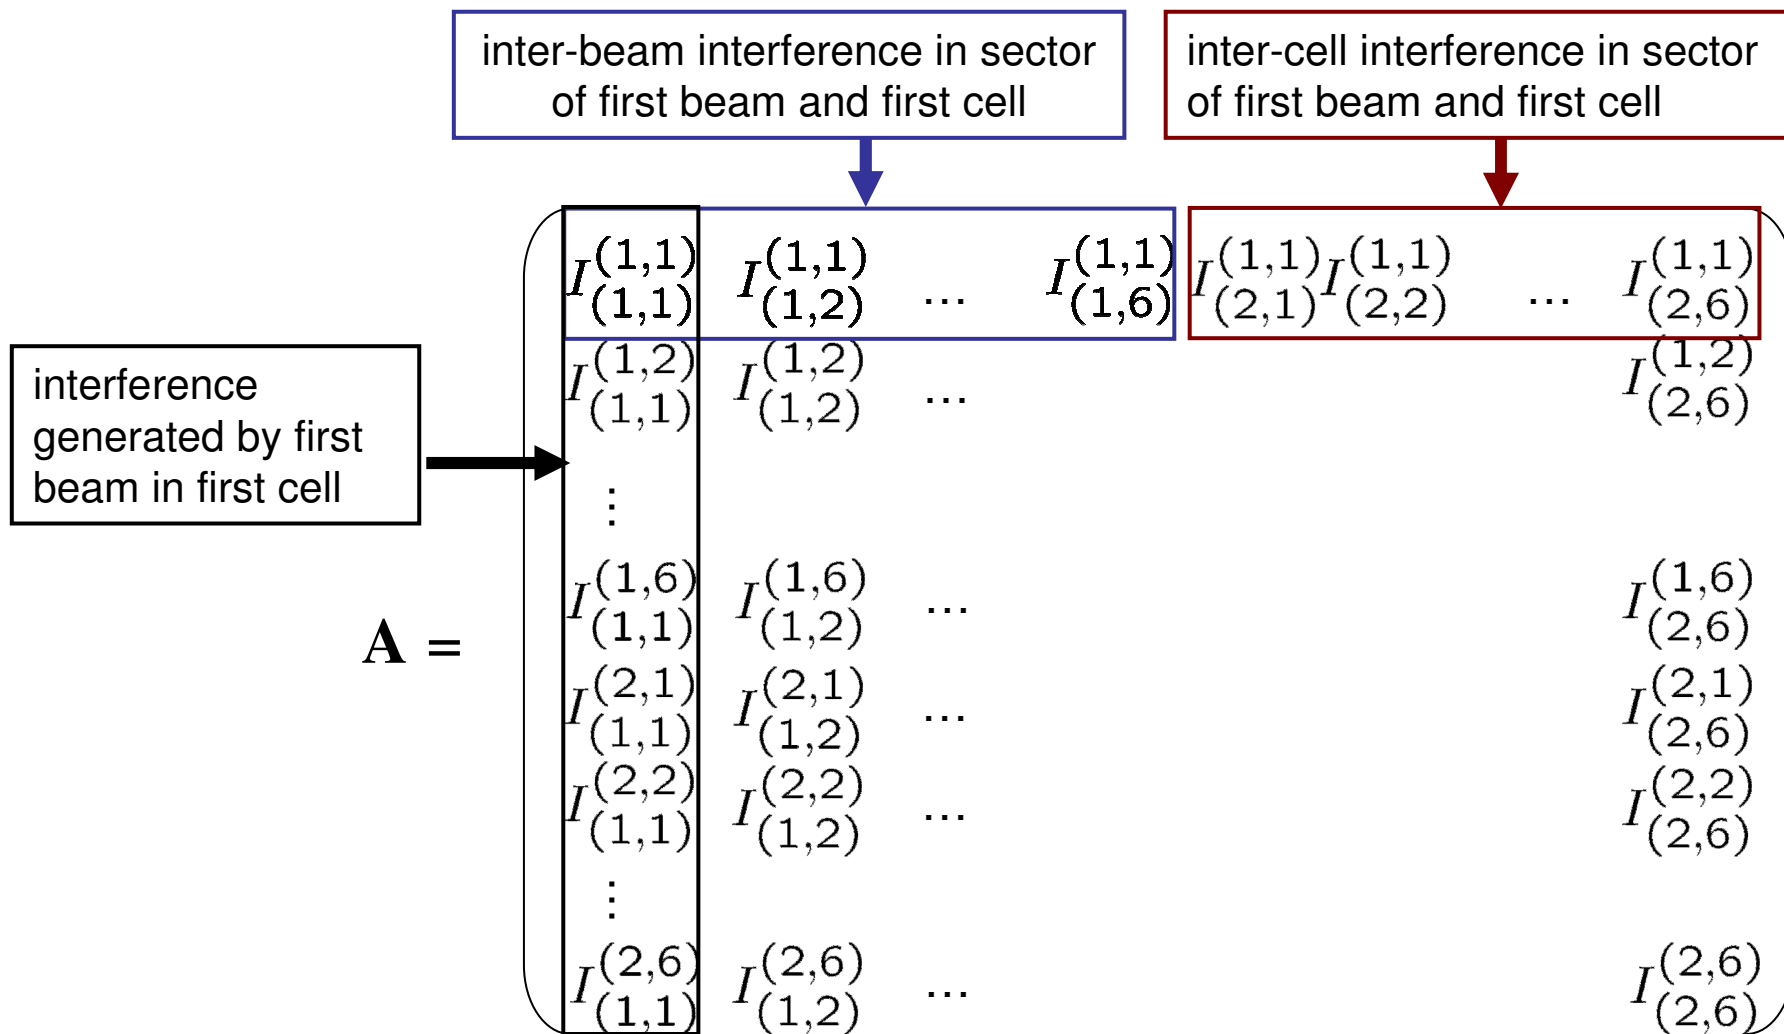 inter-beam interference in sector
of first beam and first cell
inter-cell interference in sector
of first beam and first cell
interference
generated by first
beam in first cell
A =
I^{(1,1)}_{(1,1)} I^{(1,1)}_{(1,2)} ... I^{(1,1)}_{(1,6)} I^{(1,1)}_{(2,1)} I^{(1,1)}_{(2,2)} ... I^{(1,1)}_{(2,6)}
I^{(1,2)}_{(1,1)} I^{(1,2)}_{(1,2)} ... I^{(1,2)}_{(2,6)}
⋮
I^{(1,6)}_{(1,1)} I^{(1,6)}_{(1,2)} ... I^{(1,6)}_{(2,6)}
I^{(2,1)}_{(1,1)} I^{(2,1)}_{(1,2)} ... I^{(2,1)}_{(2,6)}
I^{(2,2)}_{(1,1)} I^{(2,2)}_{(1,2)} ... I^{(2,2)}_{(2,6)}
⋮
I^{(2,6)}_{(1,1)} I^{(2,6)}_{(1,2)} ... I^{(2,6)}_{(2,6)}